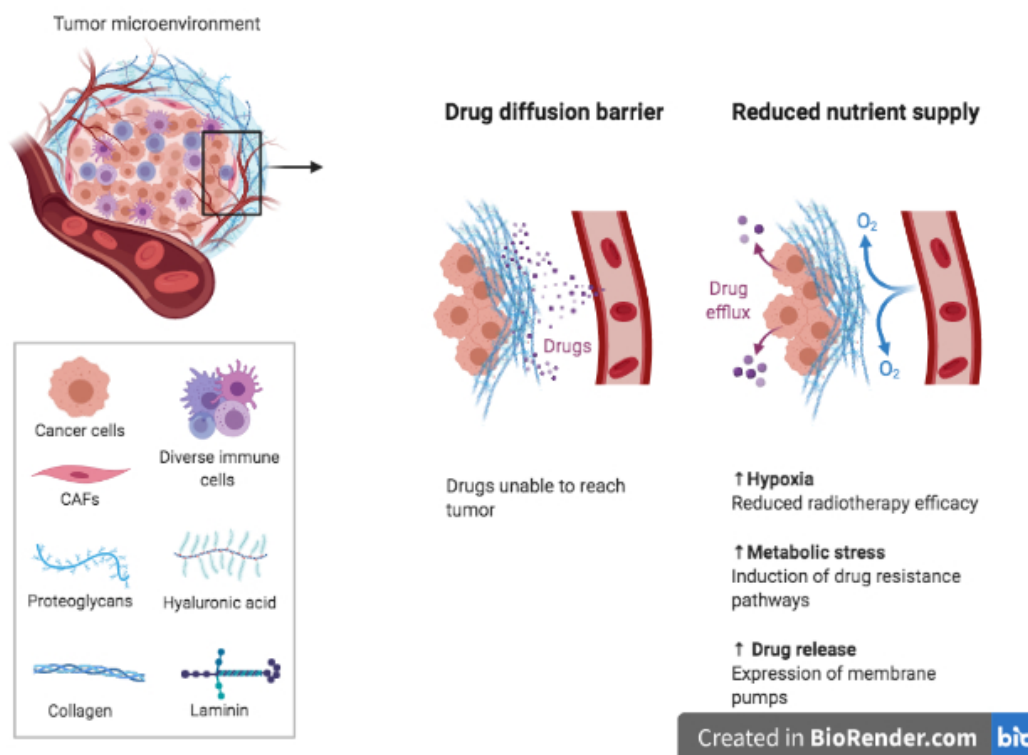 Tumor microenvironment
Drug diffusion barrier
Reduced nutrient supply
Drugs
Drug
efflux
O₂
O₂
Cancer cells
Diverse immune
cells
CAFs
Proteoglycans
Hyaluronic acid
Collagen
Laminin
Drugs unable to reach
tumor
↑ Hypoxia
Reduced radiotherapy efficacy
↑ Metabolic stress
Induction of drug resistance
pathways
↑ Drug release
Expression of membrane
pumps
Created in BioRender.com